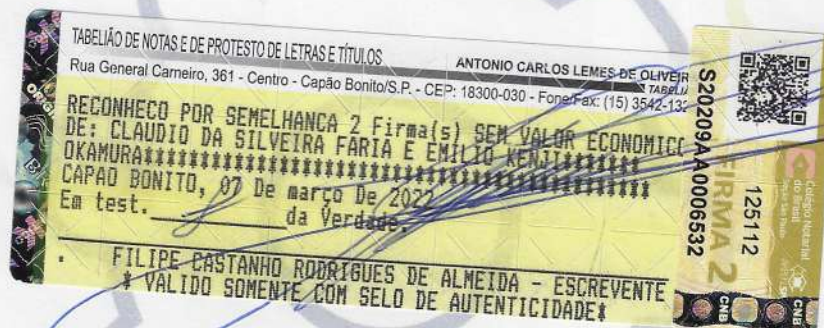 TABELIÃO DE NOTAS E DE PROTESTO DE LETRAS E TÍTULOS
ANTONIO CARLOS LEMES DE OLIVEIR
TABELIÃ
Rua General Carneiro, 361 - Centro - Capão Bonito/S.P. - CEP: 18300-030 - Fone/Fax: (15) 3542-132
RECONHECO POR SEMELHANCA 2 Firma(s) SEM VALOR ECONOMICO
DE: CLAUDIO DA SILVEIRA FARIA E EMILIO KENJI‡‡‡‡‡‡
OKAMURA‡‡‡‡‡‡‡‡‡‡‡‡‡‡‡‡‡‡‡‡‡‡‡‡‡‡‡‡‡‡‡‡‡‡‡‡‡‡‡‡‡‡
CAPAO BONITO, 07 De março De 2022
Em test. da Verdade.
. FILIPE CASTANHO RODRIGUES DE ALMEIDA - ESCREVENTE
‡ VALIDO SOMENTE COM SELO DE AUTENTICIDADE‡
S20209AA0006532
FIRMA 2
125112
Colégio Notarial
do Brasil
CNB
CNB